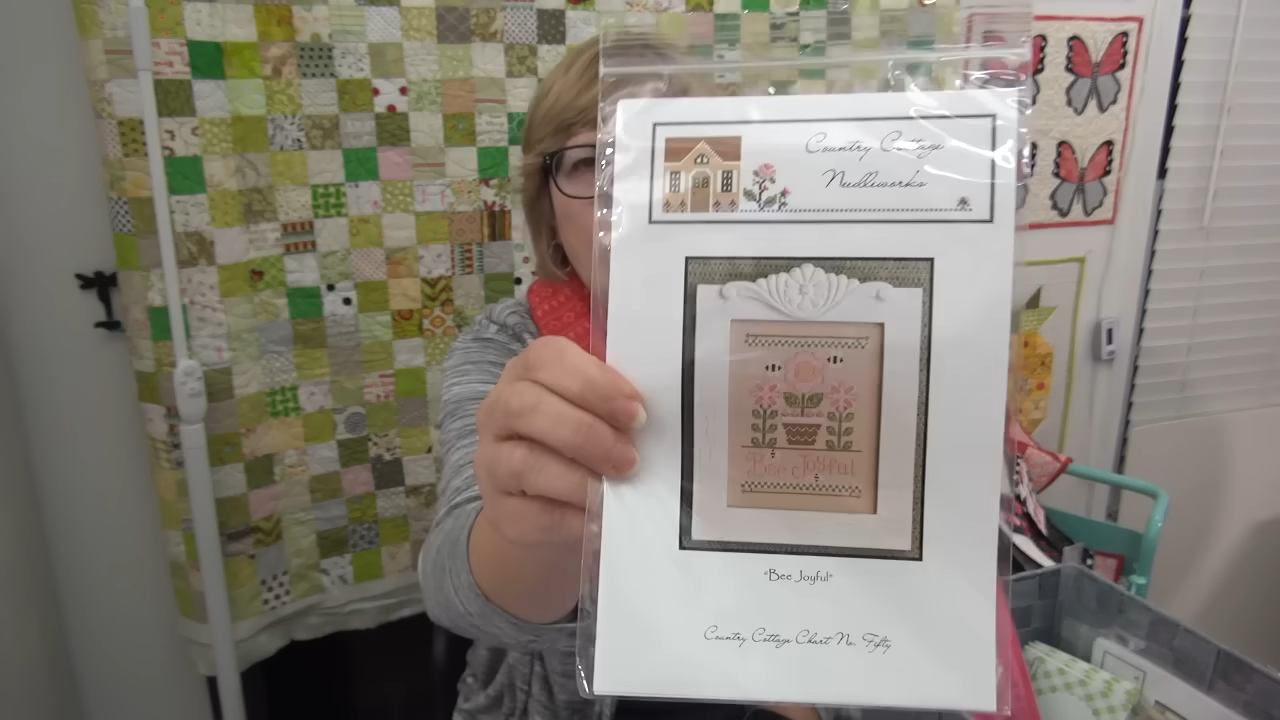 Country Cottage
Needleworks
Bee Joyful
"Bee Joyful"
Country Cottage Chart No. Fifty